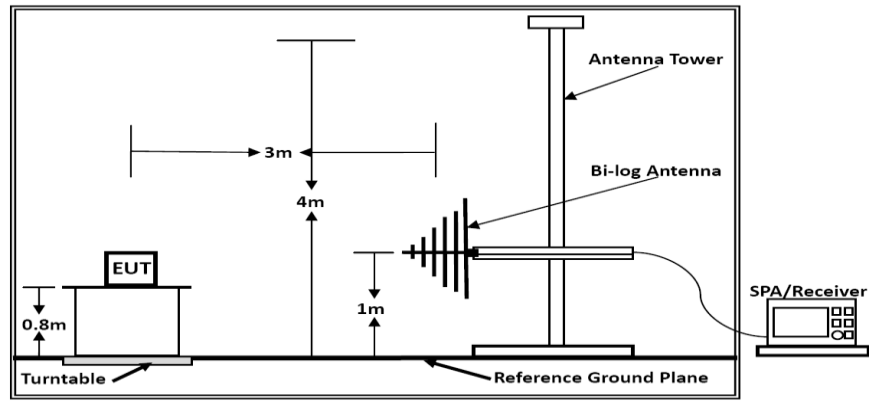 Antenna Tower
3m
Bi-log Antenna
4m
EUT
SPA/Receiver
0.8m
1m
Turntable
Reference Ground Plane